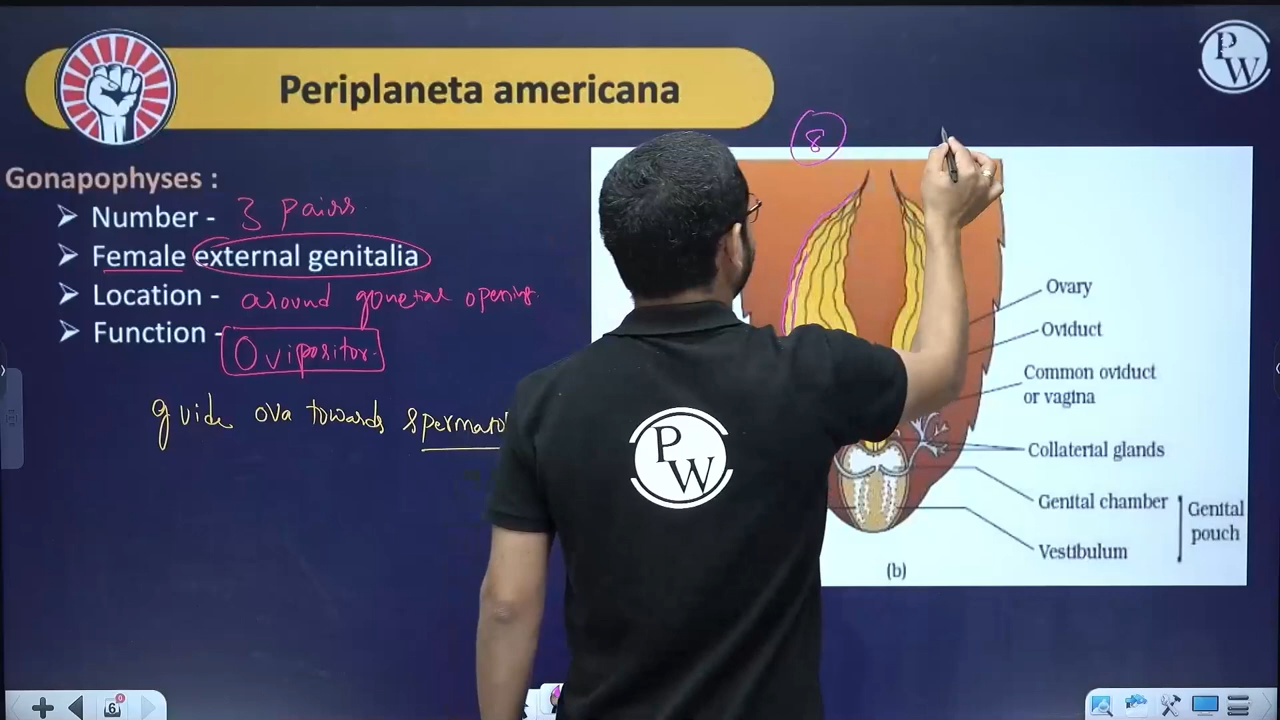 Periplaneta americana
PW
Gonapophyses :
Number - 3 pairs
Female external genitalia
Location - around gonetial opening.
Function - Ovipositor.
guide ova towards
8
Ovary
Oviduct
Common oviduct
or vagina
Collaterial glands
Genital chamber
Genital
pouch
Vestibulum
(b)
PW
6